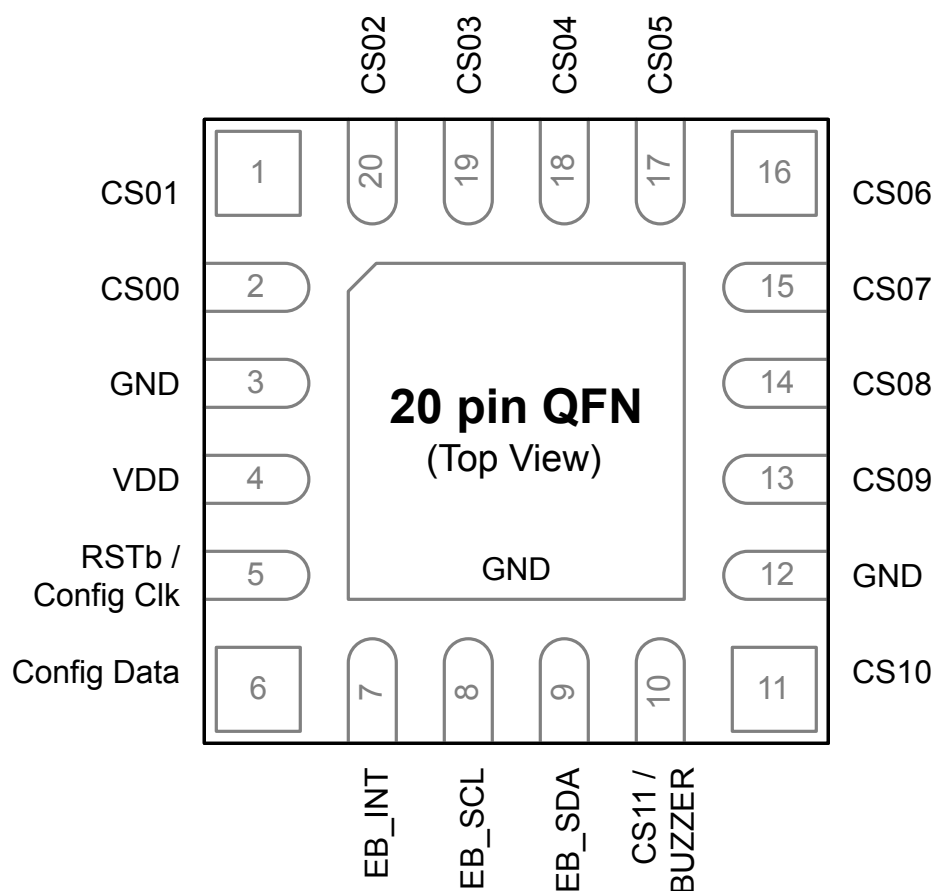 CS02
CS03
CS04
CS05
1
20
19
18
17
16
CS01
CS06
CS00
2
15
CS07
GND
3
14
CS08
20 pin QFN
(Top View)
VDD
4
13
CS09
RSTb /
Config Clk
5
GND
12
GND
Config Data
6
7
8
9
10
11
CS10
EB_INT
EB_SCL
EB_SDA
CS11 /
BUZZER